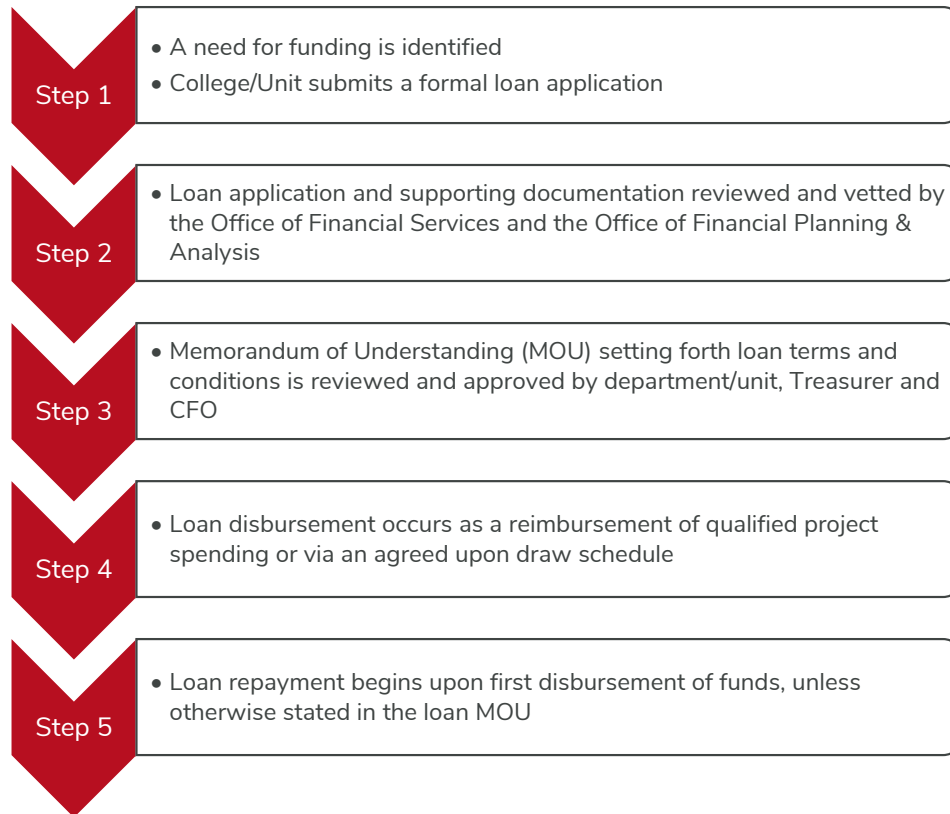 Step 1
• A need for funding is identified
• College/Unit submits a formal loan application
Step 2
• Loan application and supporting documentation reviewed and vetted by
the Office of Financial Services and the Office of Financial Planning &
Analysis
Step 3
• Memorandum of Understanding (MOU) setting forth loan terms and
conditions is reviewed and approved by department/unit, Treasurer and
CFO
Step 4
• Loan disbursement occurs as a reimbursement of qualified project
spending or via an agreed upon draw schedule
Step 5
• Loan repayment begins upon first disbursement of funds, unless
otherwise stated in the loan MOU